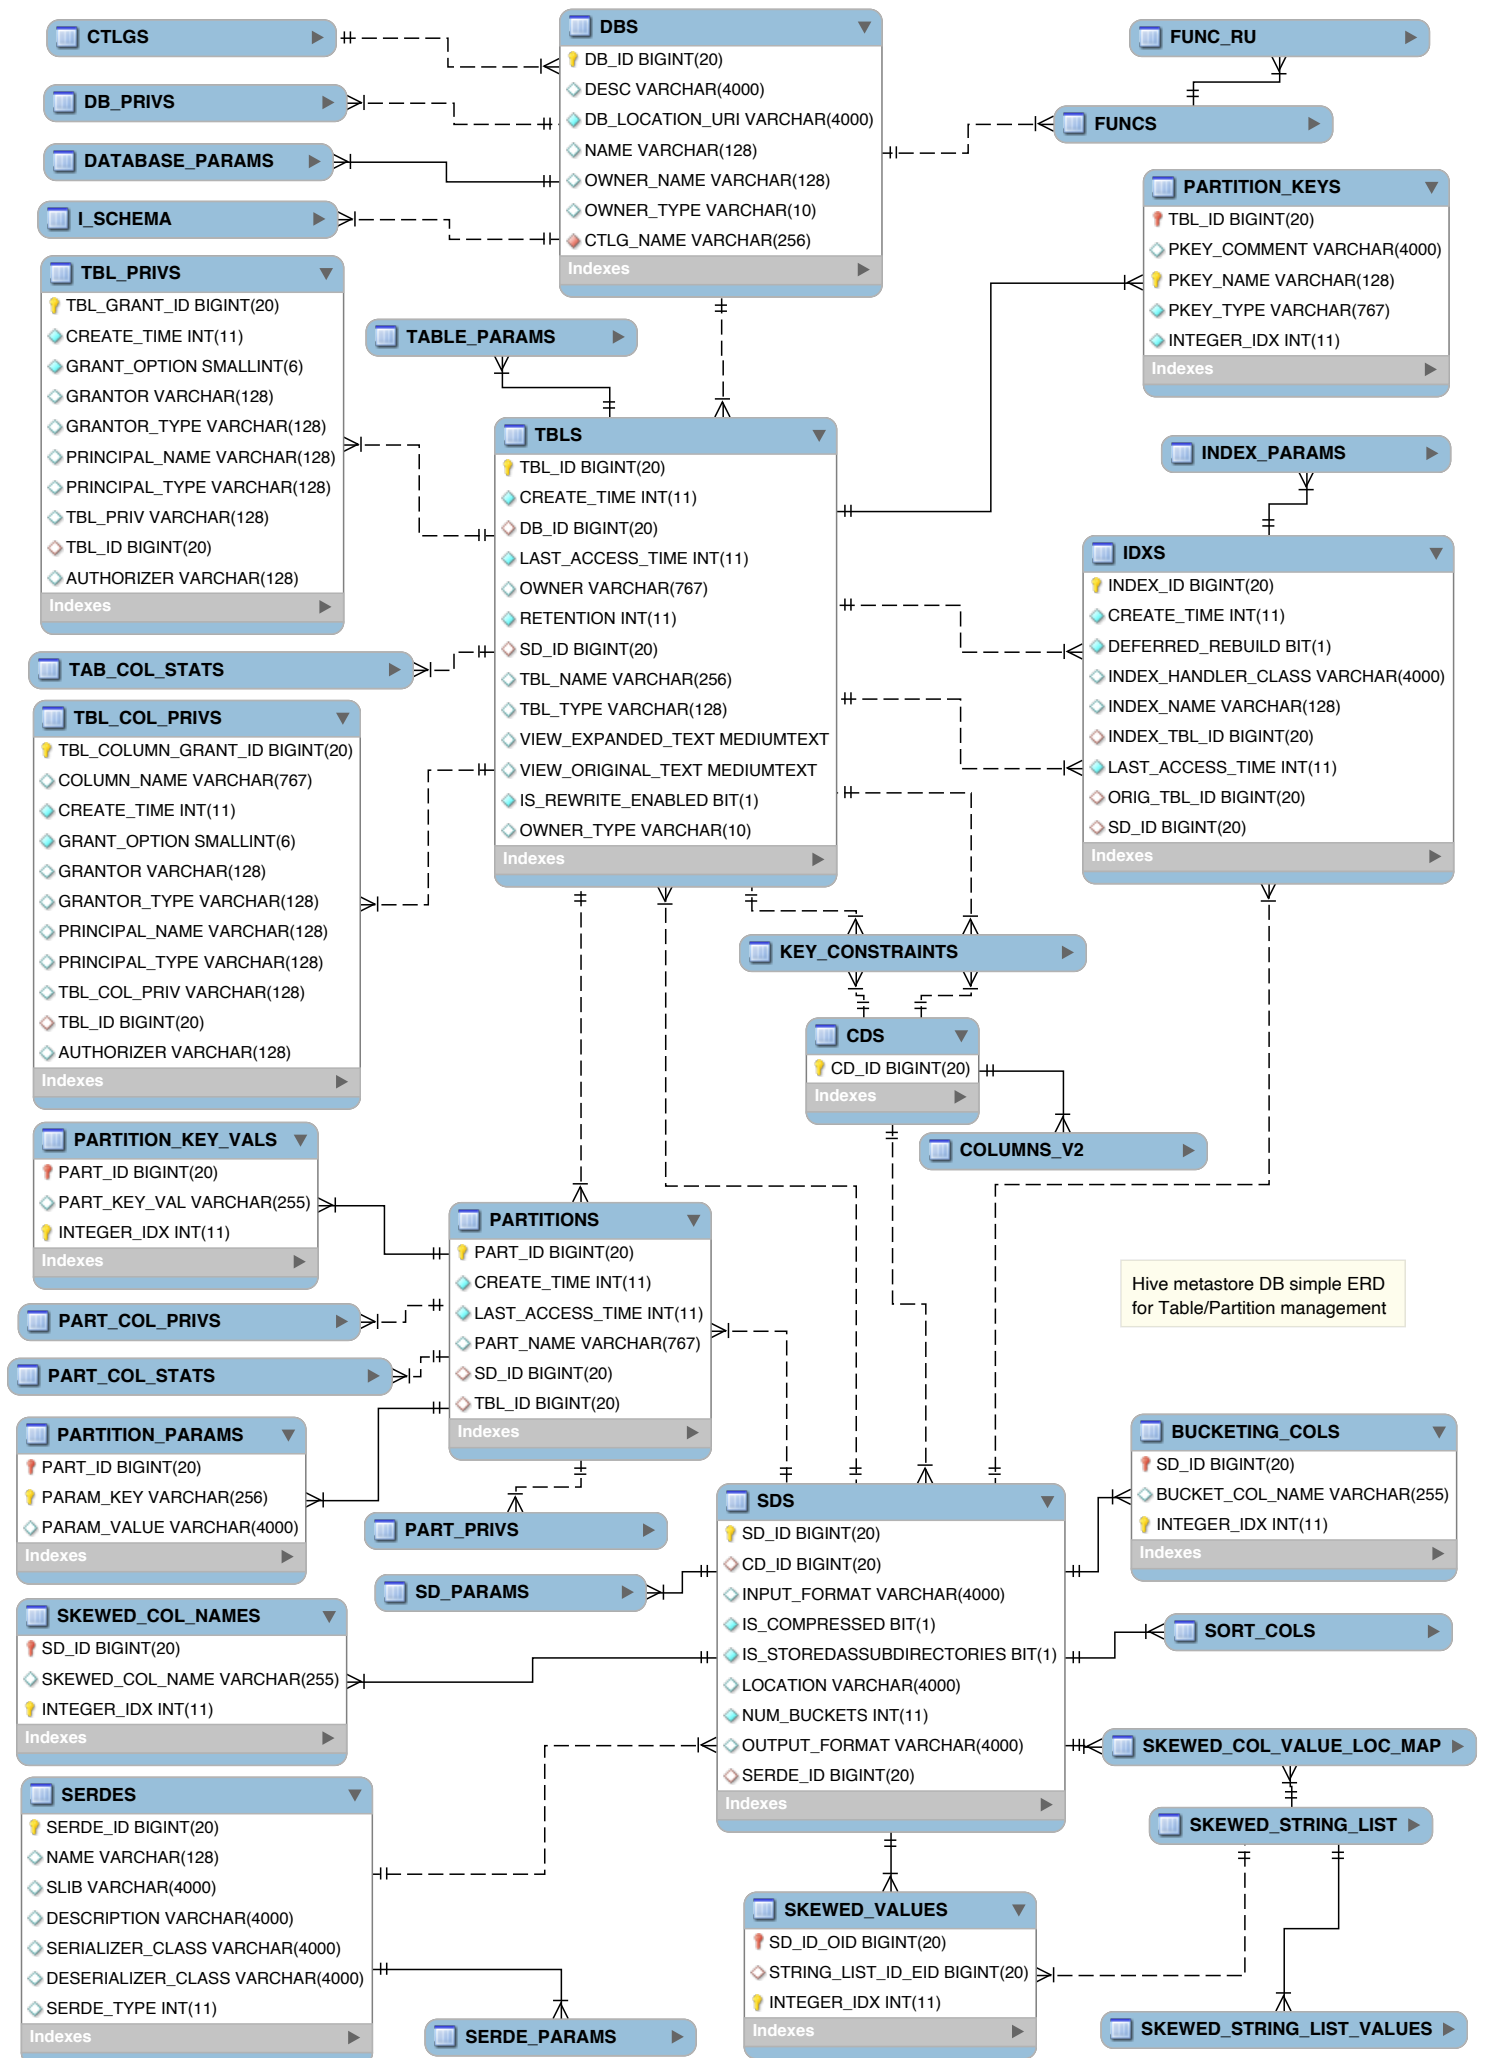 CTLGS
DB_PRIVS
DATABASE_PARAMS
I_SCHEMA
DBS
DB_ID BIGINT(20)
DESC VARCHAR(4000)
DB_LOCATION_URI VARCHAR(4000)
NAME VARCHAR(128)
OWNER_NAME VARCHAR(128)
OWNER_TYPE VARCHAR(10)
CTLG_NAME VARCHAR(256)
Indexes
FUNC_RU
FUNCS
PARTITION_KEYS
TBL_ID BIGINT(20)
PKEY_COMMENT VARCHAR(4000)
PKEY_NAME VARCHAR(128)
PKEY_TYPE VARCHAR(767)
INTEGER_IDX INT(11)
Indexes
TBL_PRIVS
TBL_GRANT_ID BIGINT(20)
CREATE_TIME INT(11)
GRANT_OPTION SMALLINT(6)
GRANTOR VARCHAR(128)
GRANTOR_TYPE VARCHAR(128)
PRINCIPAL_NAME VARCHAR(128)
PRINCIPAL_TYPE VARCHAR(128)
TBL_PRIV VARCHAR(128)
TBL_ID BIGINT(20)
AUTHORIZER VARCHAR(128)
Indexes
TABLE_PARAMS
TBLS
TBL_ID BIGINT(20)
CREATE_TIME INT(11)
DB_ID BIGINT(20)
LAST_ACCESS_TIME INT(11)
OWNER VARCHAR(767)
RETENTION INT(11)
SD_ID BIGINT(20)
TBL_NAME VARCHAR(256)
TBL_TYPE VARCHAR(128)
VIEW_EXPANDED_TEXT MEDIUMTEXT
VIEW_ORIGINAL_TEXT MEDIUMTEXT
IS_REWRITE_ENABLED BIT(1)
OWNER_TYPE VARCHAR(10)
Indexes
INDEX_PARAMS
IDXS
INDEX_ID BIGINT(20)
CREATE_TIME INT(11)
DEFERRED_REBUILD BIT(1)
INDEX_HANDLER_CLASS VARCHAR(4000)
INDEX_NAME VARCHAR(128)
INDEX_TBL_ID BIGINT(20)
LAST_ACCESS_TIME INT(11)
ORIG_TBL_ID BIGINT(20)
SD_ID BIGINT(20)
Indexes
TAB_COL_STATS
TBL_COL_PRIVS
TBL_COLUMN_GRANT_ID BIGINT(20)
COLUMN_NAME VARCHAR(767)
CREATE_TIME INT(11)
GRANT_OPTION SMALLINT(6)
GRANTOR VARCHAR(128)
GRANTOR_TYPE VARCHAR(128)
PRINCIPAL_NAME VARCHAR(128)
PRINCIPAL_TYPE VARCHAR(128)
TBL_COL_PRIV VARCHAR(128)
TBL_ID BIGINT(20)
AUTHORIZER VARCHAR(128)
Indexes
KEY_CONSTRAINTS
CDS
CD_ID BIGINT(20)
Indexes
COLUMNS_V2
PARTITION_KEY_VALS
PART_ID BIGINT(20)
PART_KEY_VAL VARCHAR(255)
INTEGER_IDX INT(11)
Indexes
PARTITIONS
PART_ID BIGINT(20)
CREATE_TIME INT(11)
LAST_ACCESS_TIME INT(11)
PART_NAME VARCHAR(767)
SD_ID BIGINT(20)
TBL_ID BIGINT(20)
Indexes
Hive metastore DB simple ERD
for Table/Partition management
PART_COL_PRIVS
PART_COL_STATS
PARTITION_PARAMS
PART_ID BIGINT(20)
PARAM_KEY VARCHAR(256)
PARAM_VALUE VARCHAR(4000)
Indexes
PART_PRIVS
SD_PARAMS
SDS
SD_ID BIGINT(20)
CD_ID BIGINT(20)
INPUT_FORMAT VARCHAR(4000)
IS_COMPRESSED BIT(1)
IS_STOREDASSUBDIRECTORIES BIT(1)
LOCATION VARCHAR(4000)
NUM_BUCKETS INT(11)
OUTPUT_FORMAT VARCHAR(4000)
SERDE_ID BIGINT(20)
Indexes
BUCKETING_COLS
SD_ID BIGINT(20)
BUCKET_COL_NAME VARCHAR(255)
INTEGER_IDX INT(11)
Indexes
SORT_COLS
SKEWED_COL_NAMES
SD_ID BIGINT(20)
SKEWED_COL_NAME VARCHAR(255)
INTEGER_IDX INT(11)
Indexes
SKEWED_COL_VALUE_LOC_MAP
SKEWED_STRING_LIST
SERDES
SERDE_ID BIGINT(20)
NAME VARCHAR(128)
SLIB VARCHAR(4000)
DESCRIPTION VARCHAR(4000)
SERIALIZER_CLASS VARCHAR(4000)
DESERIALIZER_CLASS VARCHAR(4000)
SERDE_TYPE INT(11)
Indexes
SERDE_PARAMS
SKEWED_VALUES
SD_ID_OID BIGINT(20)
STRING_LIST_ID_EID BIGINT(20)
INTEGER_IDX INT(11)
Indexes
SKEWED_STRING_LIST_VALUES